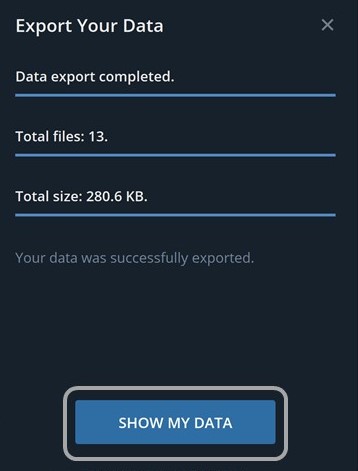 Export Your Data
Data export completed.
Total files: 13.
Total size: 280.6 KB.
Your data was successfully exported.
SHOW MY DATA